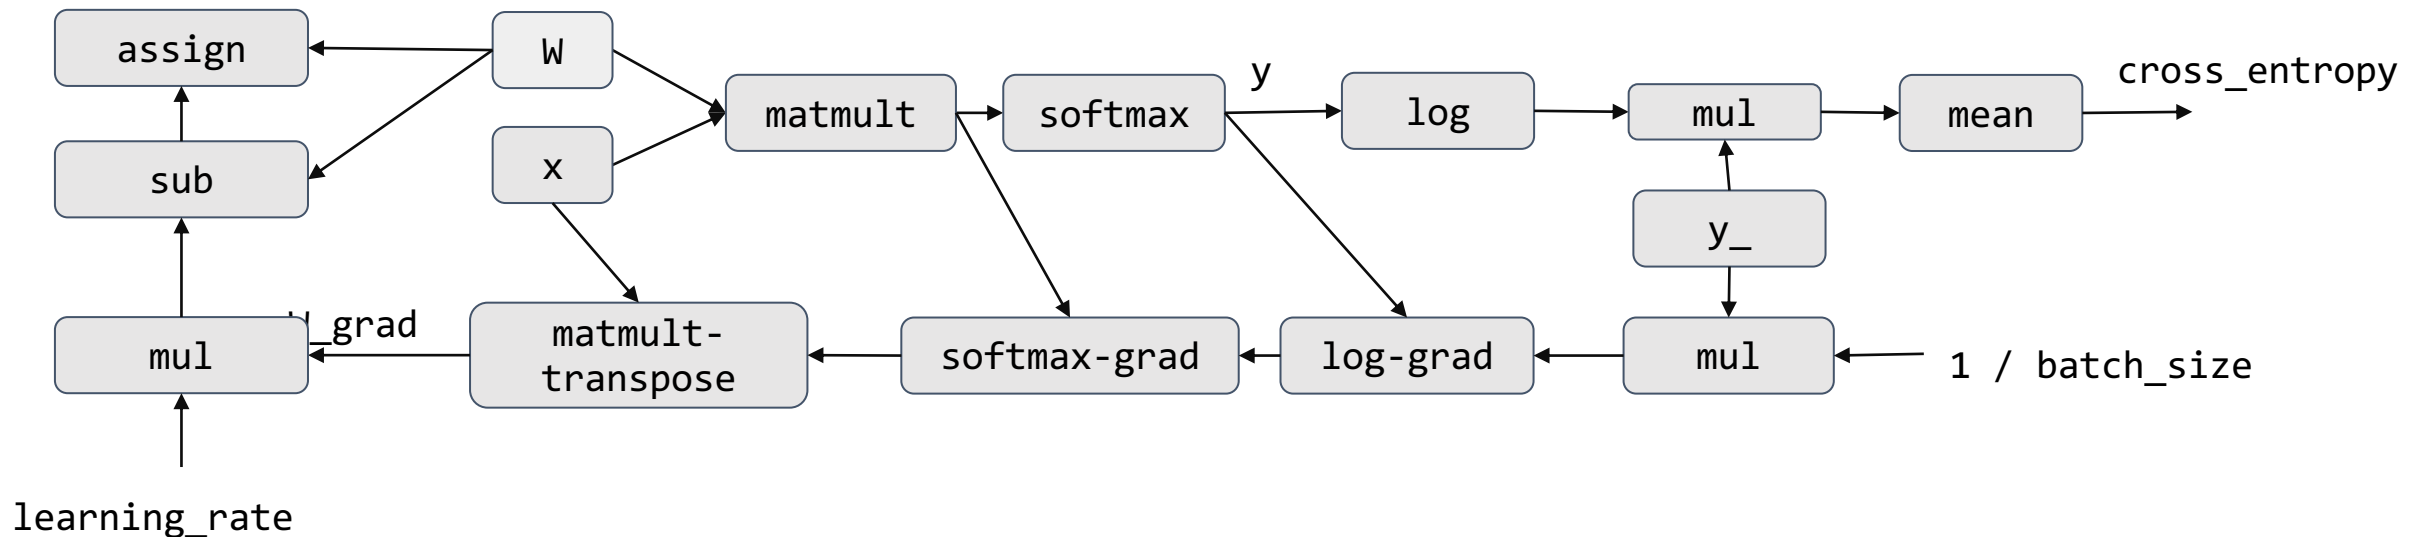 assign
W
matmult
softmax
y
log
mul
mean
cross_entropy
sub
x
y_
mul
_grad
matmult-
transpose
softmax-grad
log-grad
mul
1 / batch_size
learning_rate